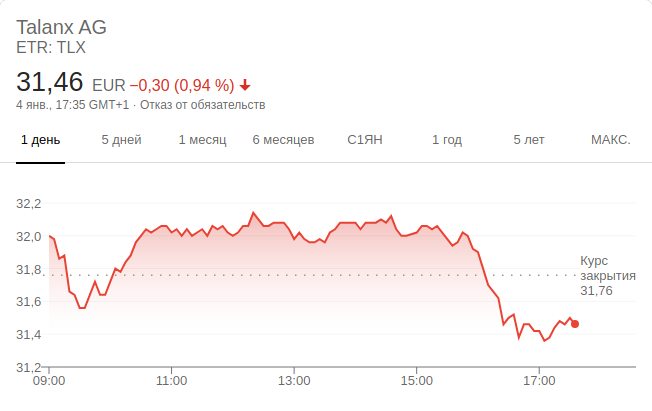 Talanx AG
ETR: TLX
31,46 EUR −0,30 (0,94 %)
4 янв., 17:35 GMT+1 · Отказ от обязательств
1 день 5 дней 1 месяц 6 месяцев С1ЯН 1 год 5 лет МАКС.
32,2
32,0
31,8
31,6
31,4
31,2
Курс
закрытия
31,76
09:00 11:00 13:00 15:00 17:00